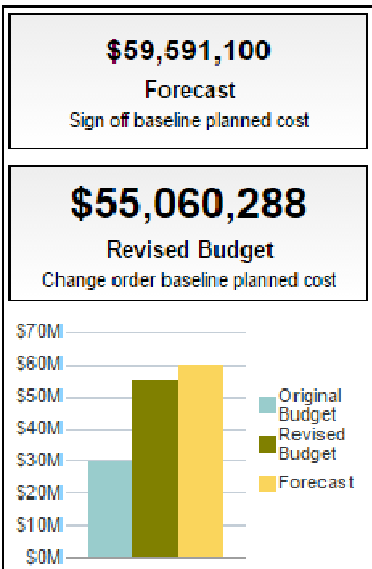 $59,591,100
Forecast
Sign off baseline planned cost
$55,060,288
Revised Budget
Change order baseline planned cost
$70M
$60M
$50M
$40M
$30M
$20M
$10M
$0M
Original
Budget
Revised
Budget
Forecast